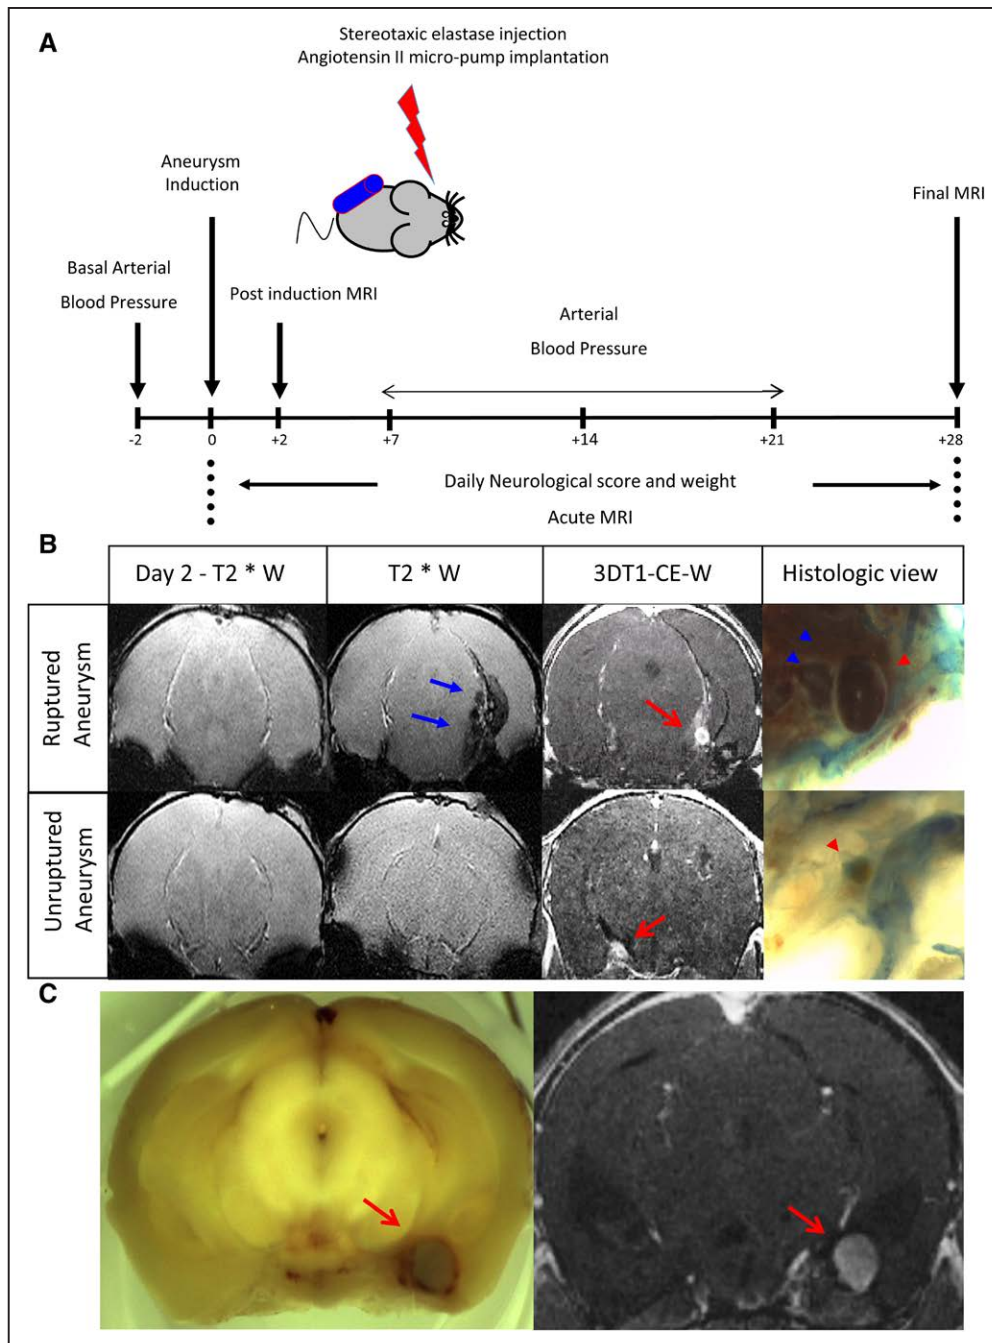 A
Stereotaxic elastase injection
Angiotensin II micro-pump implantation
Aneurysm
Induction
Final MRI
Basal Arterial
Blood Pressure
Post induction MRI
Arterial
Blood Pressure
-2 0 +2 +7 +14 +21 +28
Daily Neurological score and weight
Acute MRI
B
Day 2 - T2 * W T2 * W 3DT1-CE-W Histologic view
Ruptured
Aneurysm
Unruptured
Aneurysm
C